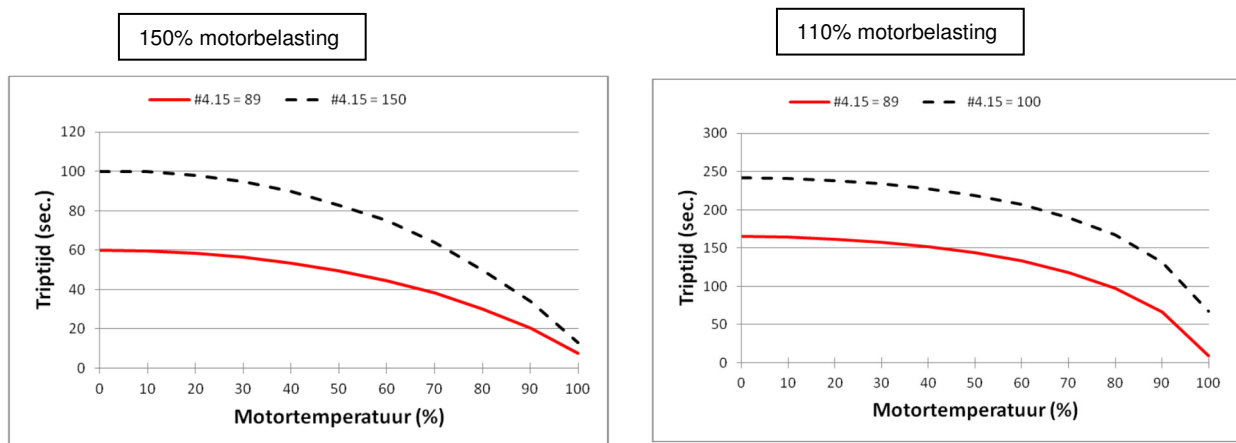 150% motorbelasting
110% motorbelasting
#4.15 = 89 #4.15 = 150
120
100
80
60
40
20
0
Triptijd (sec.)
0 10 20 30 40 50 60 70 80 90 100
Motortemperatuur (%)
#4.15 = 89 #4.15 = 100
300
250
200
150
100
50
0
Triptijd (sec.)
0 10 20 30 40 50 60 70 80 90 100
Motortemperatuur (%)